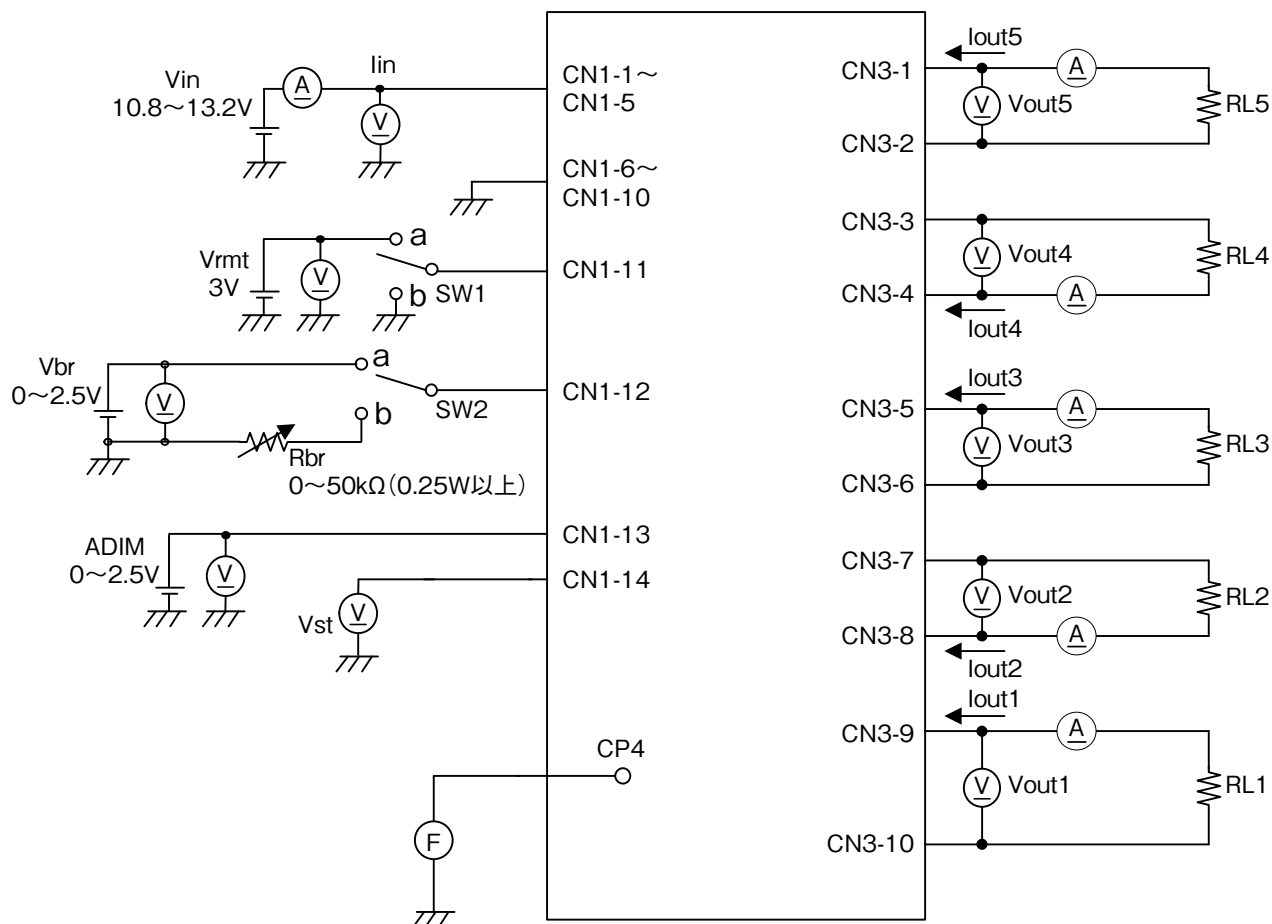 Vin
10.8～13.2V
A
Iin
V
CN1-1～
CN1-5
CN1-6～
CN1-10
Vrmt
3V
V
a
b
SW1
CN1-11
Vbr
0～2.5V
V
a
b
SW2
CN1-12
Rbr
0～50kΩ（0.25W以上）
ADIM
0～2.5V
V
CN1-13
CN1-14
Vst
V
CP4
F
Iout5
CN3-1
A
V
Vout5
RL5
CN3-2
CN3-3
V
Vout4
RL4
CN3-4
A
Iout4
Iout3
CN3-5
A
V
Vout3
RL3
CN3-6
CN3-7
V
Vout2
RL2
CN3-8
A
Iout2
Iout1
CN3-9
A
V
Vout1
RL1
CN3-10